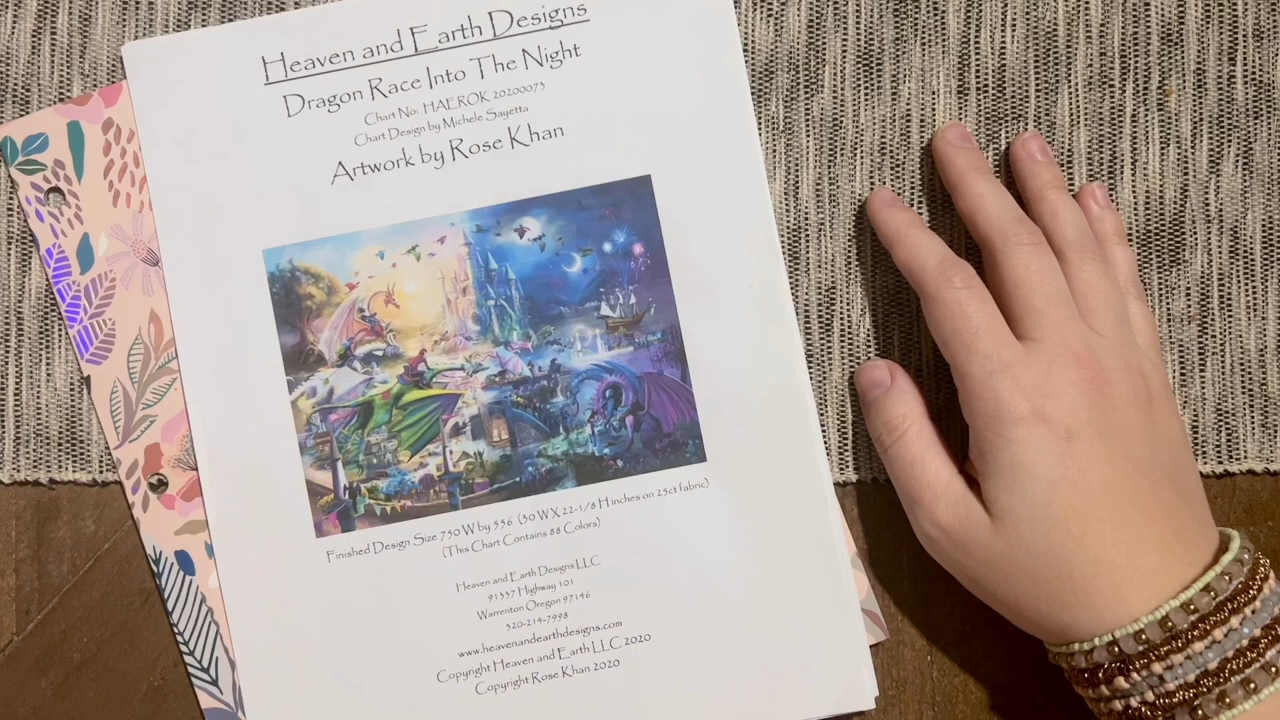 Heaven and Earth Designs
Dragon Race Into The Night
Chart No: HAEROK 20200073
Chart Design by Michele Sayetta
Artwork by Rose Khan
Finished Design Size 750 W by 556 (30 W X 22-1/8 H inches on 25ct fabric)
(This Chart Contains 88 Colors)
Heaven and Earth Designs LLC
91337 Highway 101
Warrenton Oregon 97146
320-214-7998
www.heavenandearthdesigns.com
Copyright Heaven and Earth LLC 2020
Copyright Rose Khan 2020